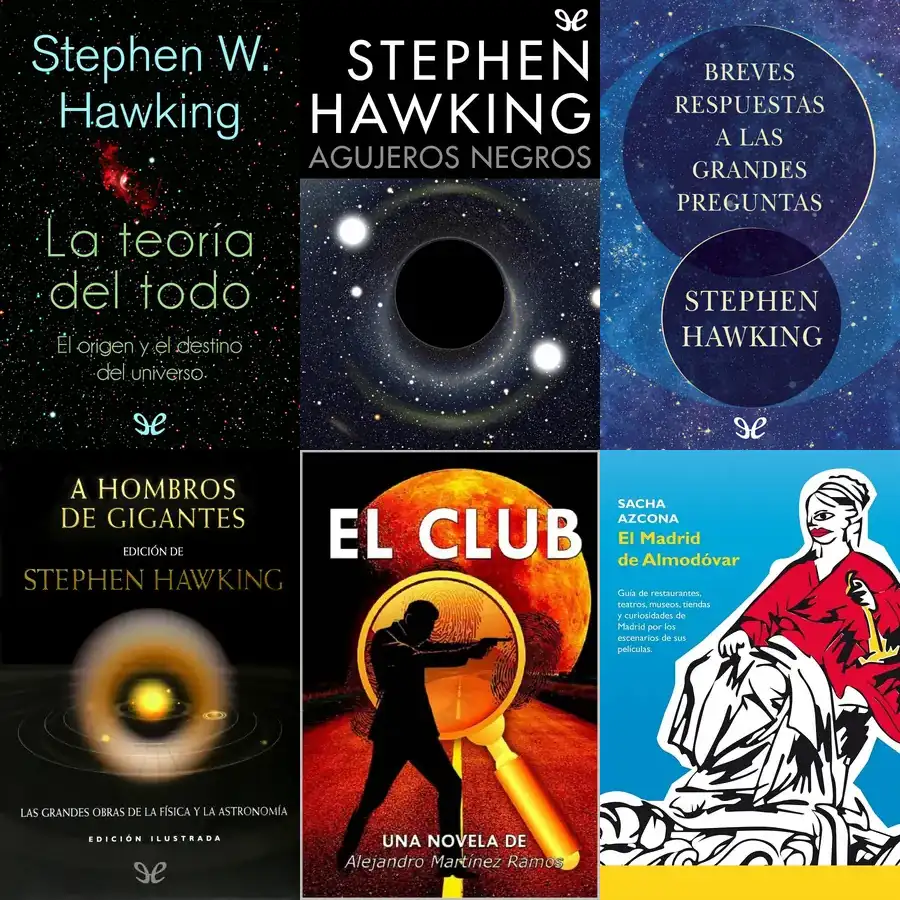 Stephen W.
Hawking
La teoría
del todo
El origen y el destino
del universo
STEPHEN
HAWKING
AGUJEROS NEGROS
BREVES
RESPUESTAS
A LAS
GRANDES
PREGUNTAS
STEPHEN
HAWKING
A HOMBROS
DE GIGANTES
EDICIÓN DE
STEPHEN HAWKING
LAS GRANDES OBRAS DE LA FÍSICA Y LA ASTRONOMÍA
EDICIÓN ILUSTRADA
EL CLUB
UNA NOVELA DE
Alejandro Martínez Ramos
SACHA
AZCONA
El Madrid
de Almodóvar
Guía de restaurantes,
teatros, museos, tiendas
y curiosidades de
Madrid por los
escenarios de sus
películas.